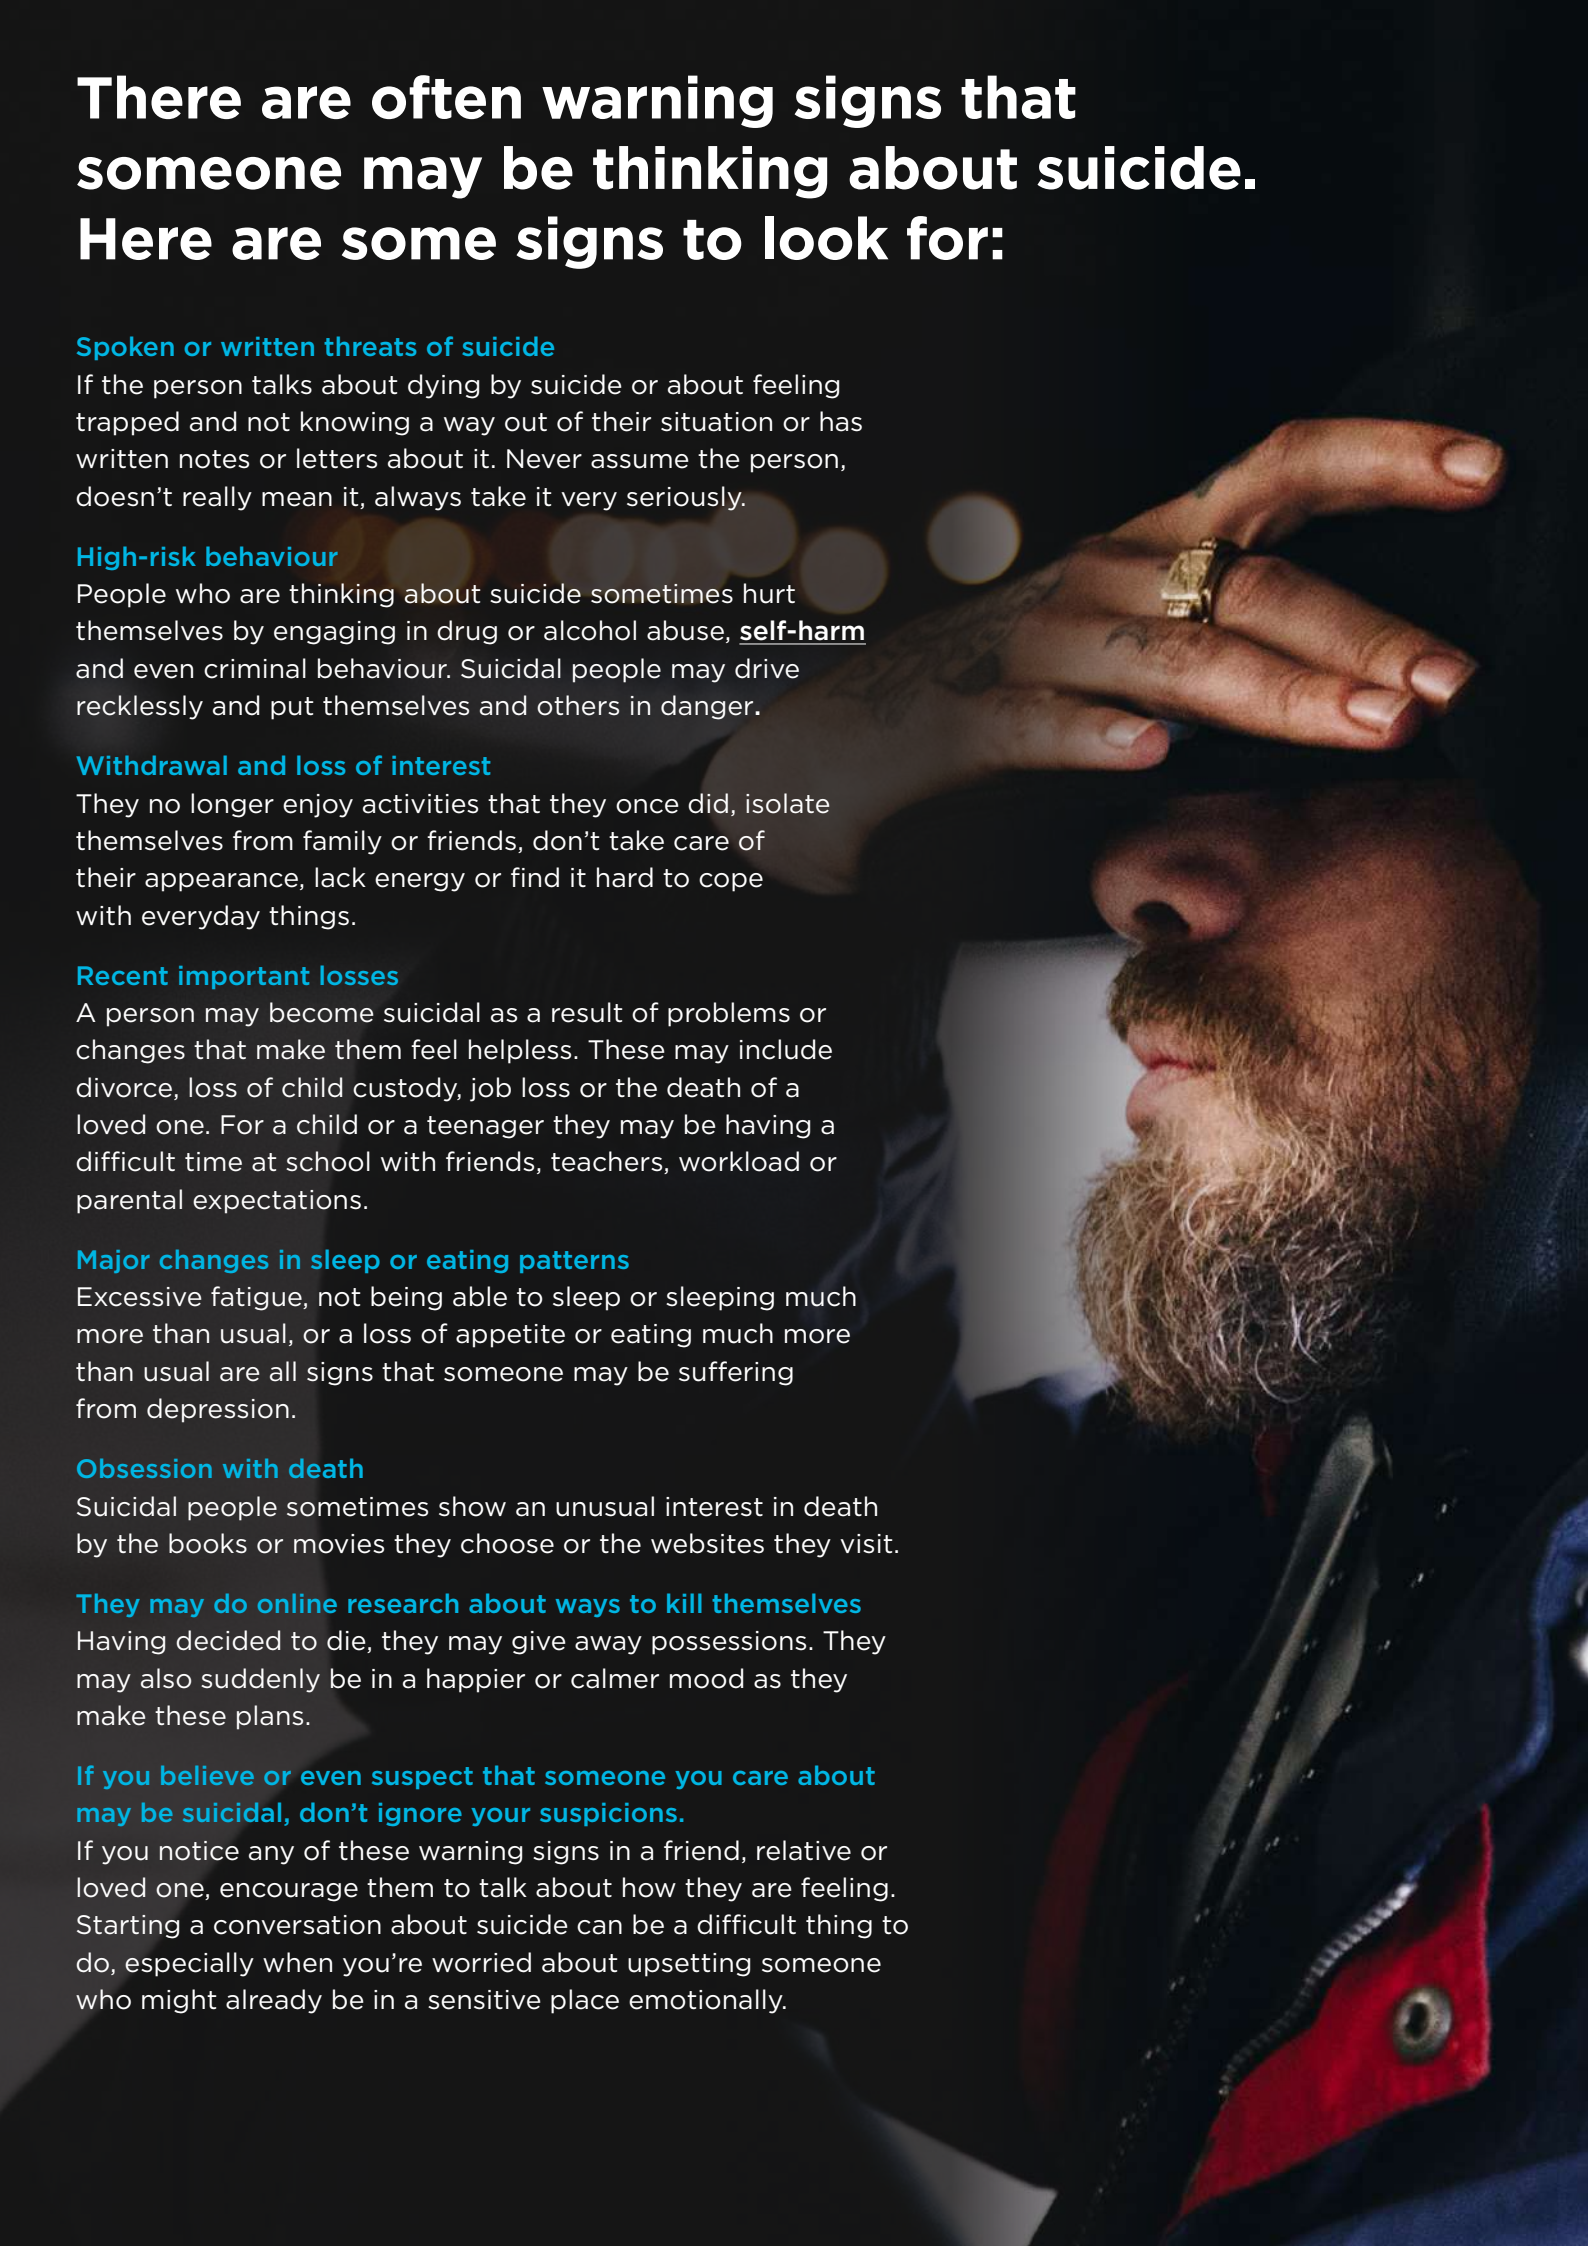 There are often warning signs that
someone may be thinking about suicide.
Here are some signs to look for:
Spoken or written threats of suicide
If the person talks about dying by suicide or about feeling
trapped and not knowing a way out of their situation or has
written notes or letters about it. Never assume the person,
doesn’t really mean it, always take it very seriously.
High-risk behaviour
People who are thinking about suicide sometimes hurt
themselves by engaging in drug or alcohol abuse, self-harm
and even criminal behaviour. Suicidal people may drive
recklessly and put themselves and others in danger.
Withdrawal and loss of interest
They no longer enjoy activities that they once did, isolate
themselves from family or friends, don’t take care of
their appearance, lack energy or find it hard to cope
with everyday things.
Recent important losses
A person may become suicidal as a result of problems or
changes that make them feel helpless. These may include
divorce, loss of child custody, job loss or the death of a
loved one. For a child or a teenager they may be having a
difficult time at school with friends, teachers, workload or
parental expectations.
Major changes in sleep or eating patterns
Excessive fatigue, not being able to sleep or sleeping much
more than usual, or a loss of appetite or eating much more
than usual are all signs that someone may be suffering
from depression.
Obsession with death
Suicidal people sometimes show an unusual interest in death
by the books or movies they choose or the websites they visit.
They may do online research about ways to kill themselves
Having decided to die, they may give away possessions. They
may also suddenly be in a happier or calmer mood as they
make these plans.
If you believe or even suspect that someone you care about
may be suicidal, don’t ignore your suspicions.
If you notice any of these warning signs in a friend, relative or
loved one, encourage them to talk about how they are feeling.
Starting a conversation about suicide can be a difficult thing to
do, especially when you’re worried about upsetting someone
who might already be in a sensitive place emotionally.